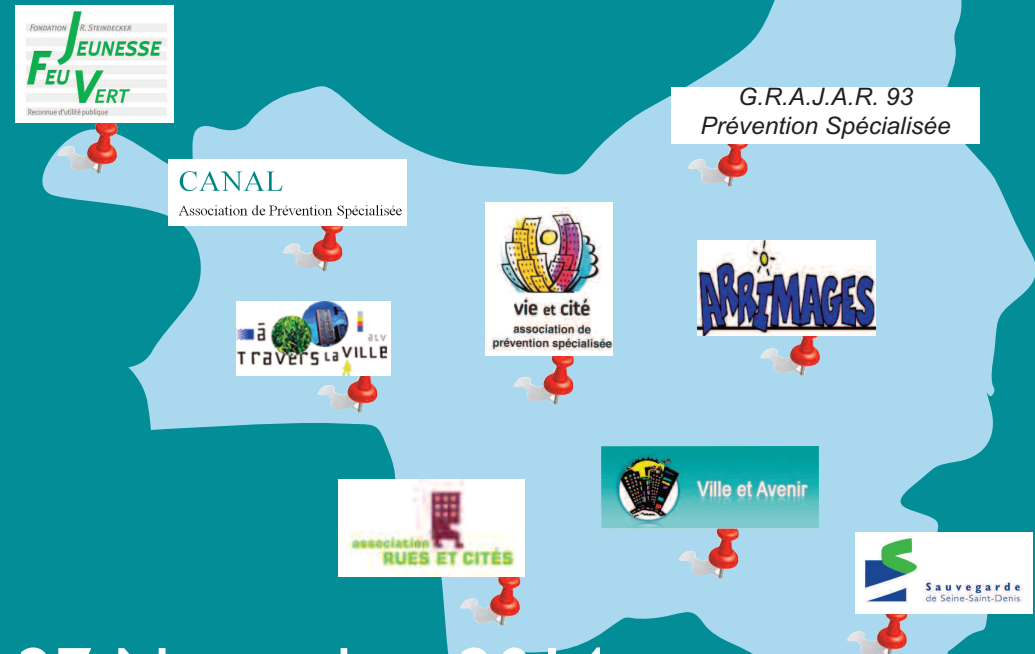 FONDATION R. STEINDECKER
JEUNESSE
FEU VERT
Reconnue d'utilité publique
G.R.A.J.A.R. 93
Prévention Spécialisée
CANAL
Association de Prévention Spécialisée
vie et cité
association de
prévention spécialisée
ARRIMAGES
à alv
Travers la ville
Ville et Avenir
association
RUES ET CITÉS
Sauvegarde
de Seine-Saint-Denis